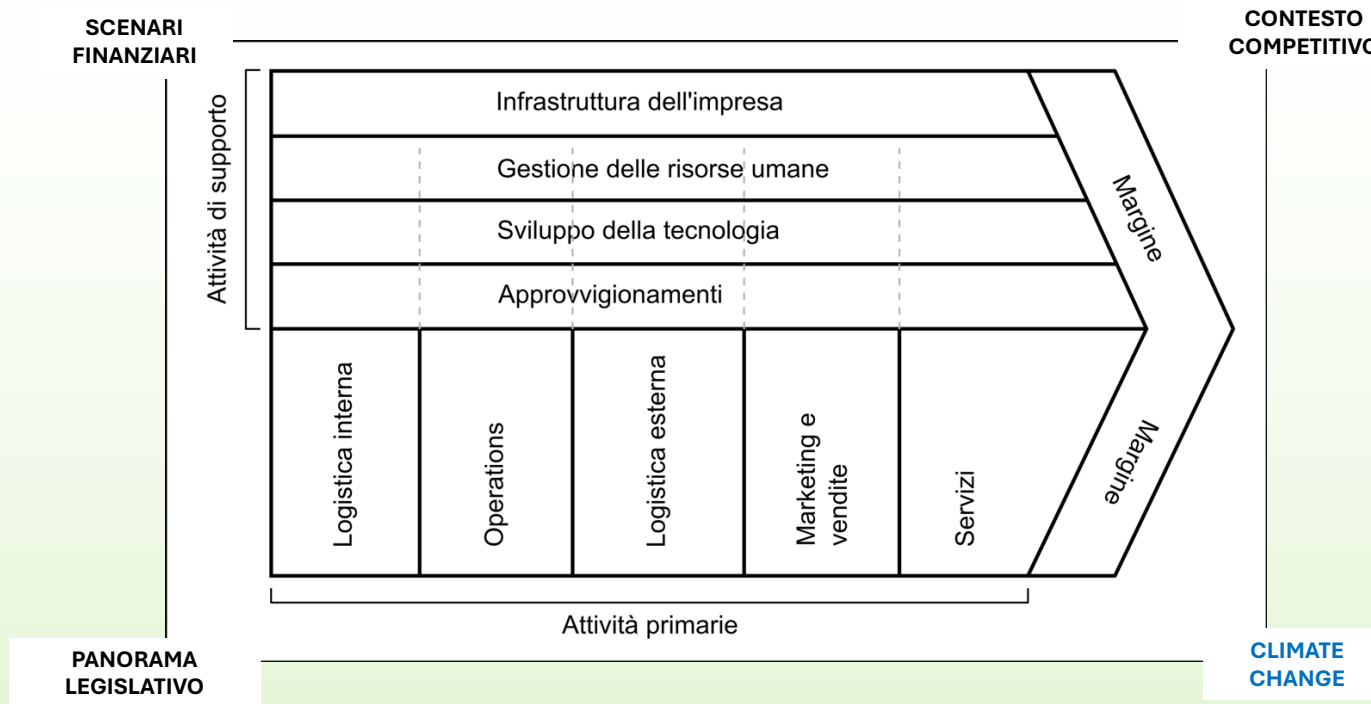 SCENARI
FINANZIARI
CONTESTO
COMPETITIVO
Attività di supporto
Infrastruttura dell'impresa
Gestione delle risorse umane
Sviluppo della tecnologia
Approvvigionamenti
Margine
Logistica interna
Operations
Logistica esterna
Marketing e
vendite
Servizi
Margine
Attività primarie
PANORAMA
LEGISLATIVO
CLIMATE
CHANGE